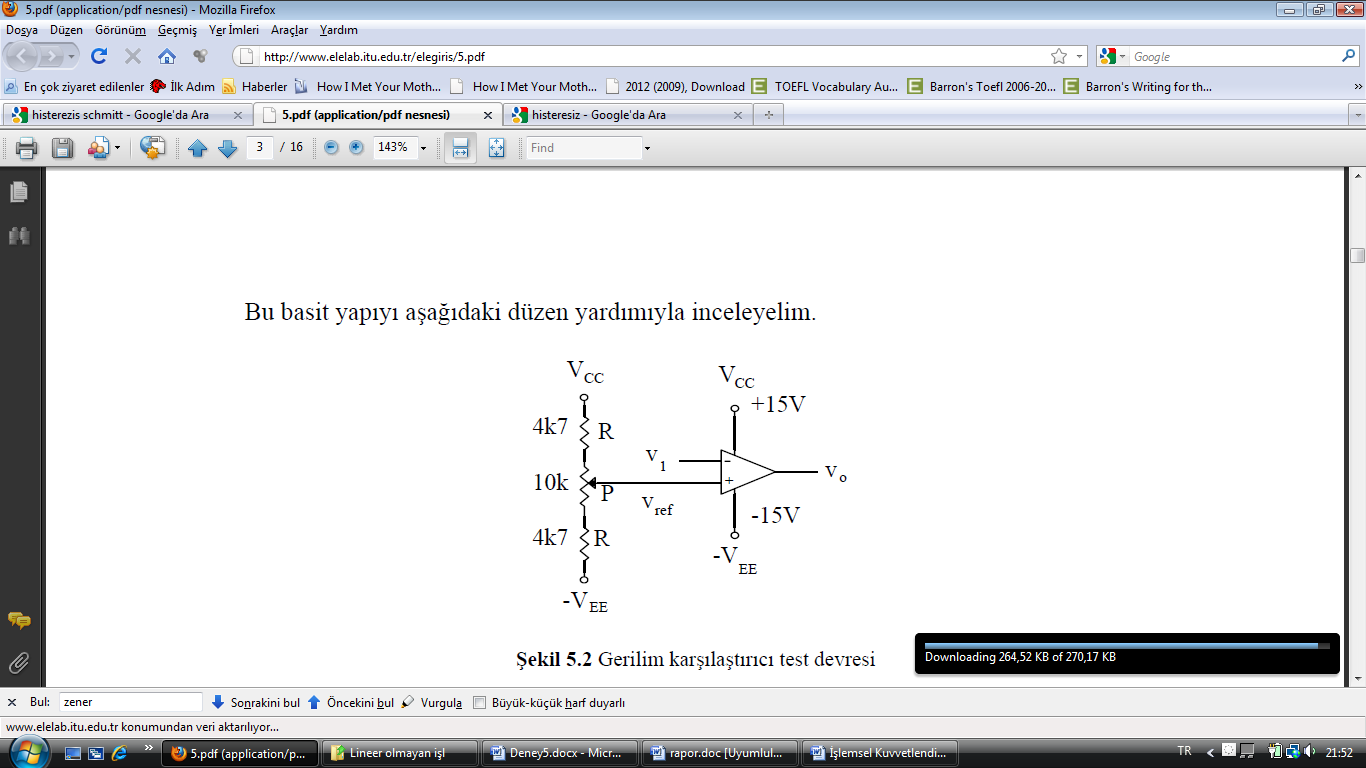 5.pdf (application/pdf nesnesi) - Mozilla Firefox
Dosya Düzen Görünüm Geçmiş Yer İmleri Araçlar Yardım
http://www.elelab.itu.edu.tr/elegiris/5.pdf
Google
En çok ziyaret edilenler İlk Adım Haberler How I Met Your Moth... How I Met Your Moth... 2012 (2009), Download TOEFL Vocabulary Au... Barron's Toefl 2006-20... Barron's Writing for th... »
histerezis schmitt - Google'da Ara 5.pdf (application/pdf nesnesi) histeresiz - Google'da Ara
3 / 16 143% Find
Bu basit yapıyı aşağıdaki düzen yardımıyla inceleyelim.
VCC VCC
+15V
4k7 R
v1
- vo
10k P +
vref
-15V
4k7 R
-VEE
-VEE
Şekil 5.2 Gerilim karşılaştırıcı test devresi
Downloading 264,52 KB of 270,17 KB
Bul: zener Sonrakini bul Öncekini bul Vurgula Büyük-küçük harf duyarlı
www.elelab.itu.edu.tr konumundan veri aktarılıyor...
» 5.pdf (application/p... Lineer olmayan işl Deney5.docx - Micr... rapor.doc [Uyumlul... İşlemsel Kuvvetlendi... TR 21:52